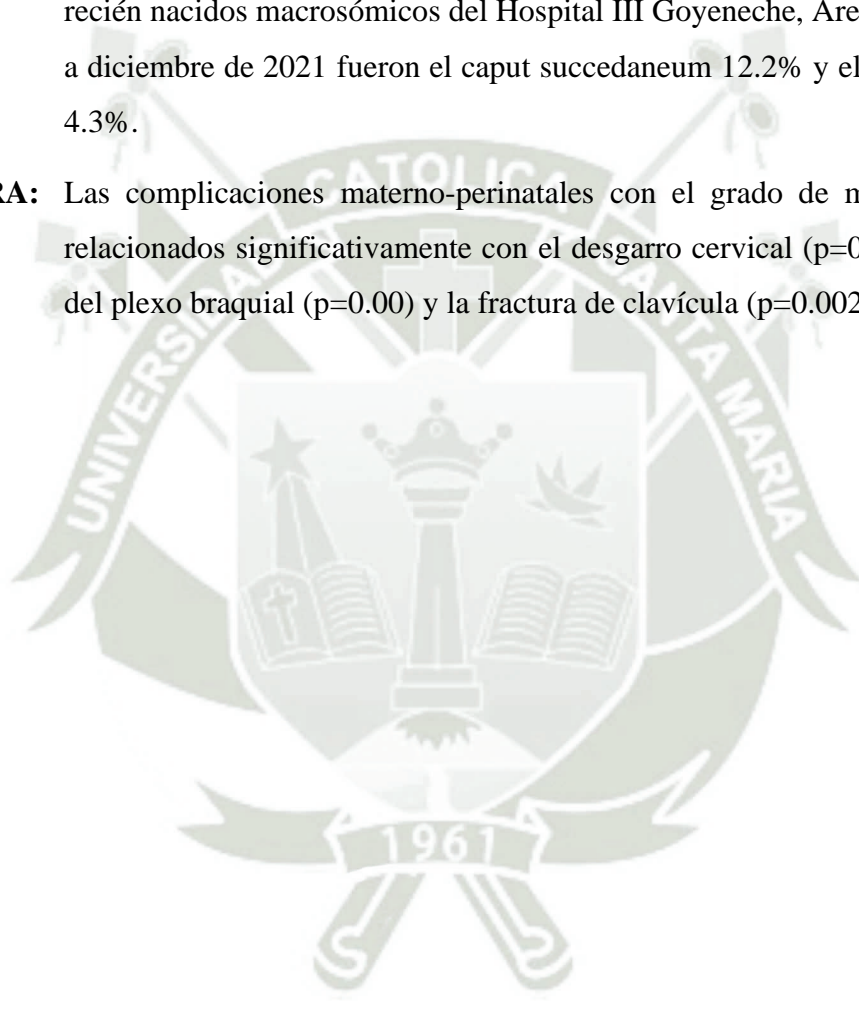 recién nacidos macrosómicos del Hospital III Goyeneche, Are
a diciembre de 2021 fueron el caput succedaneum 12.2% y el
4.3%.
RA: Las complicaciones materno-perinatales con el grado de m
relacionados significativamente con el desgarro cervical (p=0
del plexo braquial (p=0.00) y la fractura de clavícula (p=0.002
UNIVERSIDAD CATOLICA SANTA MARIA
1961